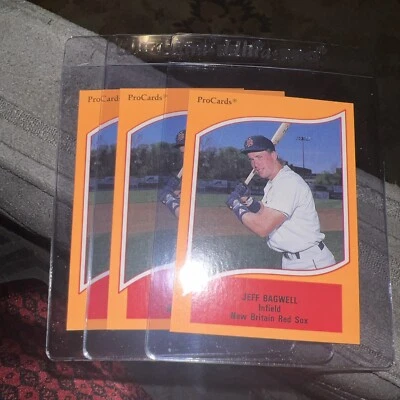 ProCards®
ProCards
ProCards®
JEFF BAGWELL
Infield
New Britain Red Sox